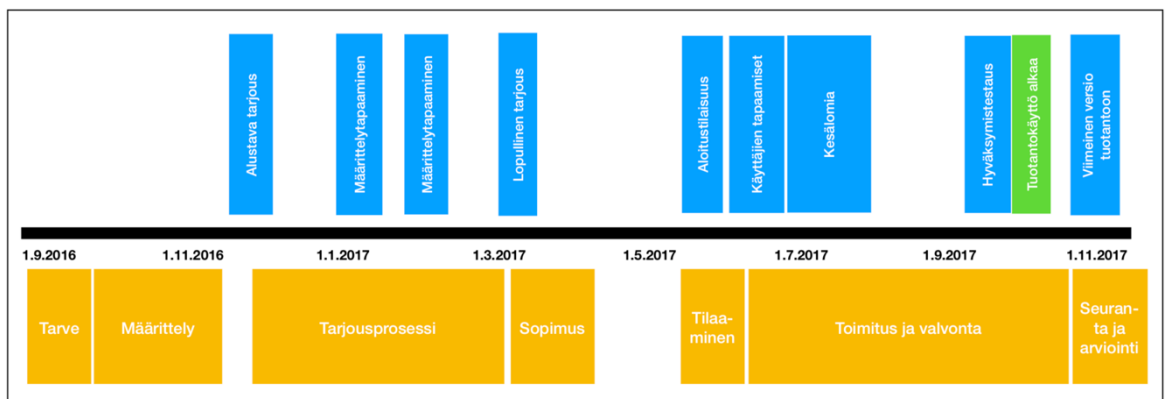 Alustava tarjous
Määrittelytapaaminen
Määrittelytapaaminen
Lopullinen tarjous
Aloitustilaisuus
Käyttäjien tapaamiset
Kesälomia
Hyväksymistestaus
Tuotantokäyttö alkaa
Viimeinen versio
tuotantoon
1.9.2016
1.11.2016
1.1.2017
1.3.2017
1.5.2017
1.7.2017
1.9.2017
1.11.2017
Tarve
Määrittely
Tarjousprosessi
Sopimus
Tilaa-
minen
Toimitus ja valvonta
Seuran-
ta ja
arviointi